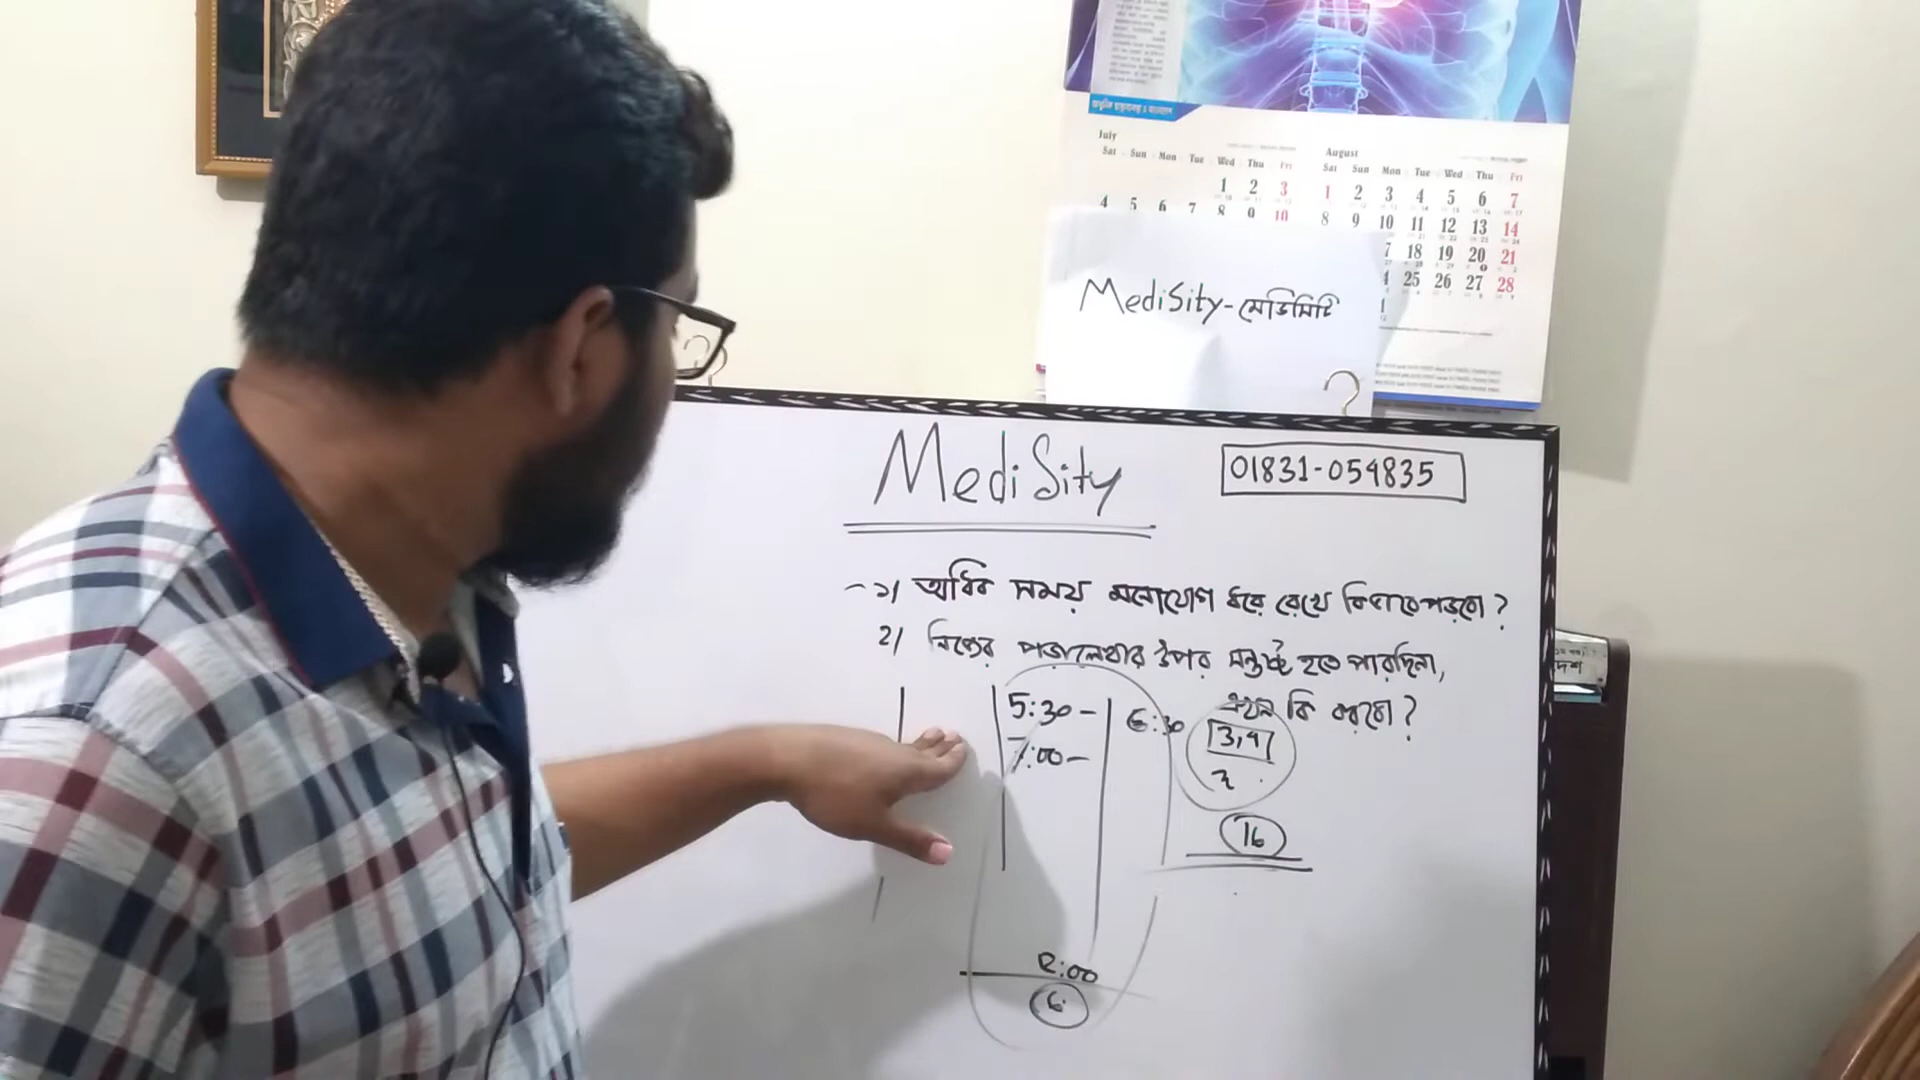 July
Sat Sun Mon Tue Wed Thu Fri
1 2 3
4 5 6 7 8 9 10
August
Sat Sun Mon Tue Wed Thu Fri
1 2 3 4 5 6 7
8 9 10 11 12 13 14
7 18 19 20 21
4 25 26 27 28
MediSity-মেডিসিটি
MediSity
01831-054835
১) অধিক সময় মনোযোগ ধরে রেখে কিভাবে পড়বো?
২) নিজের পড়ালেখার উপর সন্তুষ্ট হতে পারছিনা,
এখন কি করবো?
5:30 -
6:30
3,4
7:00 -
2
16
6